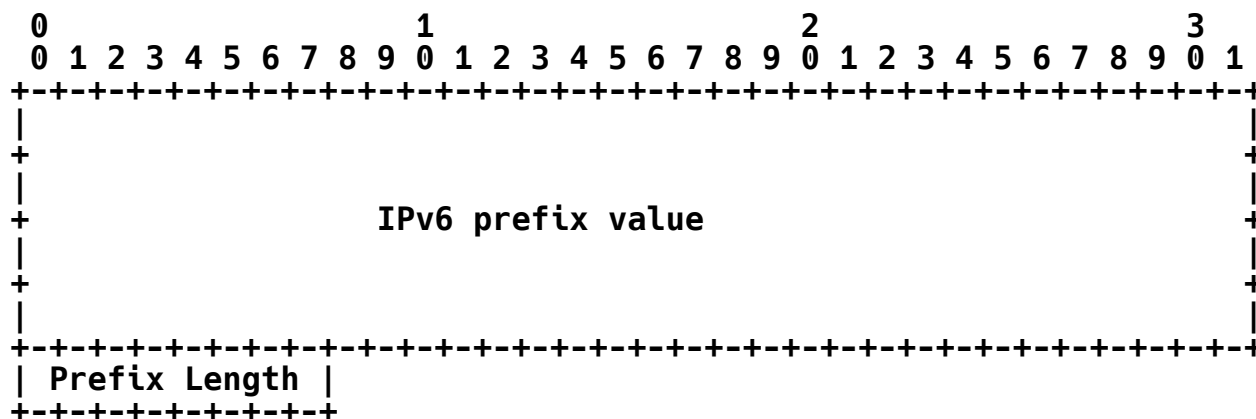 0                   1                   2                   3
 0 1 2 3 4 5 6 7 8 9 0 1 2 3 4 5 6 7 8 9 0 1 2 3 4 5 6 7 8 9 0 1
+-+-+-+-+-+-+-+-+-+-+-+-+-+-+-+-+-+-+-+-+-+-+-+-+-+-+-+-+-+-+-+-+
|                                                               |
+                                                               +
|                                                               |
+                  IPv6 prefix value                            +
|                                                               |
+                                                               +
|                                                               |
+-+-+-+-+-+-+-+-+-+-+-+-+-+-+-+-+-+-+-+-+-+-+-+-+-+-+-+-+-+-+-+-+
| Prefix Length |
+-+-+-+-+-+-+-+-+